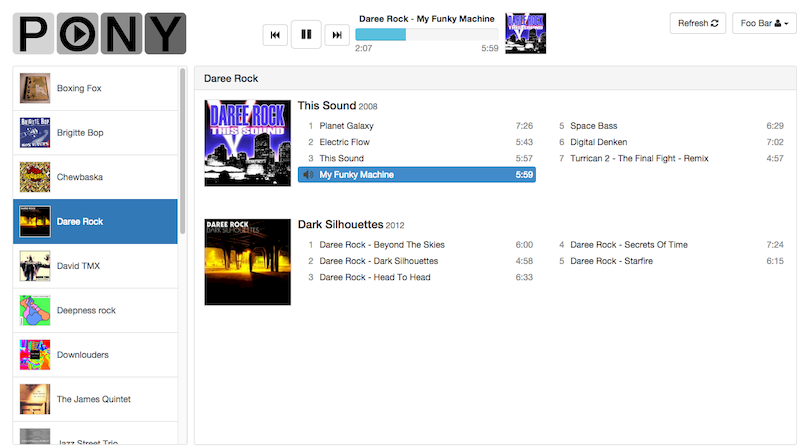 PONY
Daree Rock - My Funky Machine
2:07 5:59
Refresh
Foo Bar
Boxing Fox
Brigitte Bop
Chewbaska
Daree Rock
David TMX
Deepness rock
Downlouders
The James Quintet
Jazz Street Trio
Daree Rock
DAREE ROCK
THIS SOUND
This Sound 2008
1 Planet Galaxy 7:26
2 Electric Flow 5:43
3 This Sound 5:57
My Funky Machine 5:59
5 Space Bass 6:29
6 Digital Denken 7:02
7 Turrican 2 - The Final Fight - Remix 4:57
DAREE ROCK
DARK SILHOUETTES
Dark Silhouettes 2012
1 Daree Rock - Beyond The Skies 6:00
2 Daree Rock - Dark Silhouettes 4:58
3 Daree Rock - Head To Head 6:33
4 Daree Rock - Secrets Of Time 7:24
5 Daree Rock - Starfire 6:15